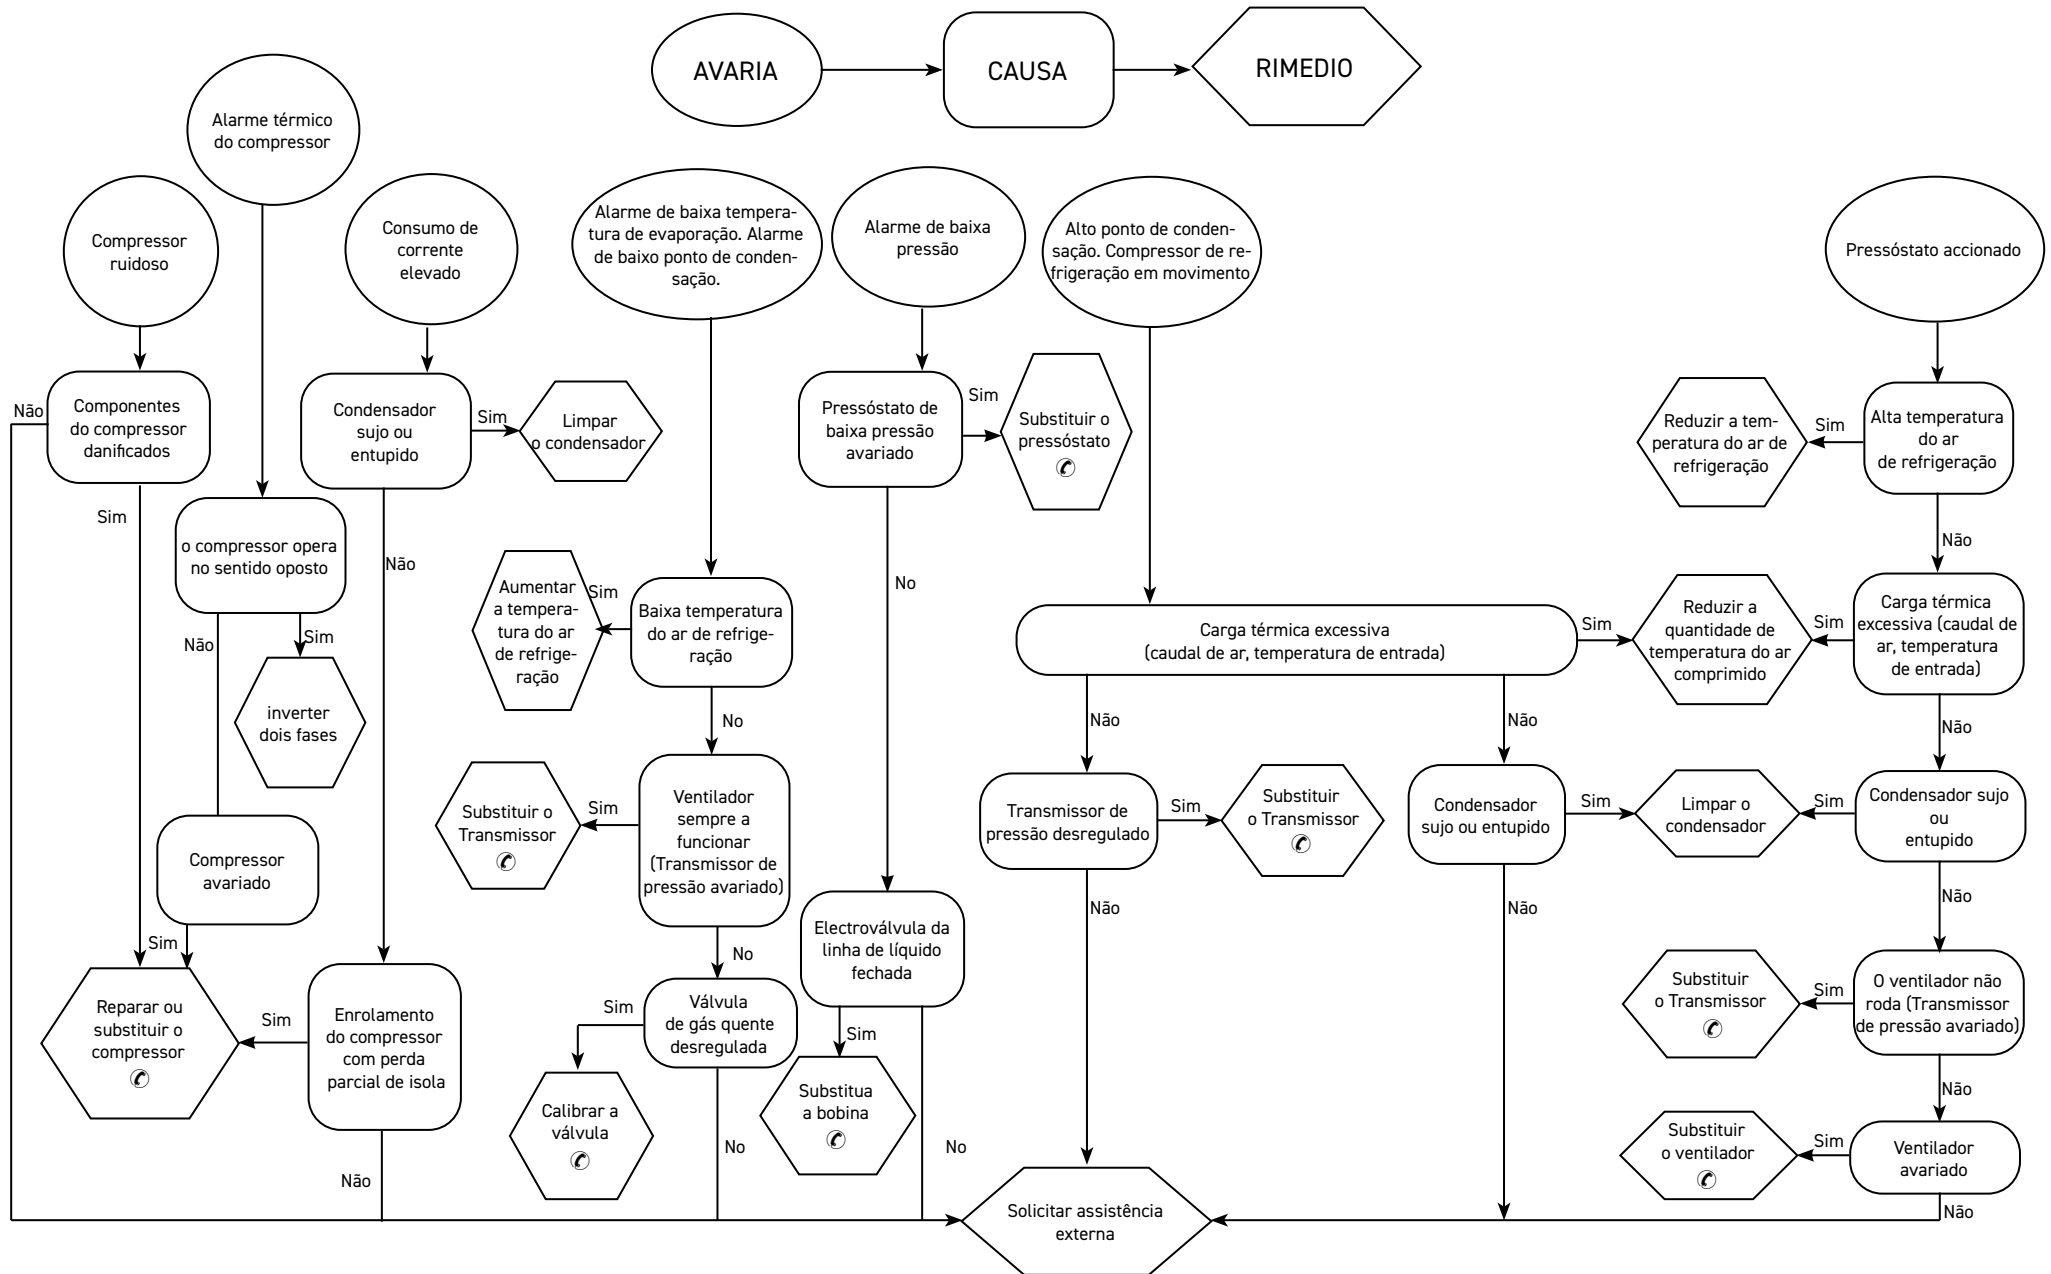 AVARIA
CAUSA
RIMEDIO
Alarme térmico
do compressor
Compressor
ruidoso
Consumo de
corrente
elevado
Alarme de baixa tempera-
tura de evaporação. Alarme
de baixo ponto de conden-
sação.
Alarme de baixa
pressão
Alto ponto de conden-
sação. Compressor de re-
frigeração em movimento
Pressóstato accionado
Não
Componentes
do compressor
danificados
Sim
Condensador
sujo ou
entupido
Sim
Limpar
o condensador
Pressóstato de
baixa pressão
avariado
Sim
Substituir o
pressóstato
✆
Reduzir a tem-
peratura do ar de
refrigeração
Sim
Alta temperatura
do ar
de refrigeração
Não
o compressor opera
no sentido oposto
Não
Sim
inverter
dois fases
Não
Aumentar
a tempera-
tura do ar
de refrige-
ração
Sim
Baixa temperatura
do ar de refrige-
ração
No
No
Carga térmica excessiva
(caudal de ar, temperatura de entrada)
Sim
Reduzir a
quantidade de
temperatura do ar
comprimido
Sim
Carga térmica
excessiva (caudal de
ar, temperatura
de entrada)
Não
Não
Não
Substituir o
Transmissor
✆
Sim
Ventilador
sempre a
funcionar
(Transmissor de
pressão avariado)
No
Transmissor de
pressão desregulado
Sim
Substituir
o Transmissor
✆
Não
Condensador
sujo ou entupido
Sim
Limpar o
condensador
Sim
Condensador sujo
ou
entupido
Não
Não
Compressor
avariado
Sim
Reparar ou
substituir o
compressor
✆
Sim
Enrolamento
do compressor
com perda
parcial de isola
Não
Sim
Válvula
de gás quente
desregulada
Calibrar a
válvula
✆
No
Electroválvula da
linha de líquido
fechada
Sim
Substitua
a bobina
✆
No
Substituir
o Transmissor
✆
Sim
O ventilador não
roda (Transmissor
de pressão avariado)
Não
Substituir
o ventilador
✆
Sim
Ventilador
avariado
Não
Solicitar assistência
externa